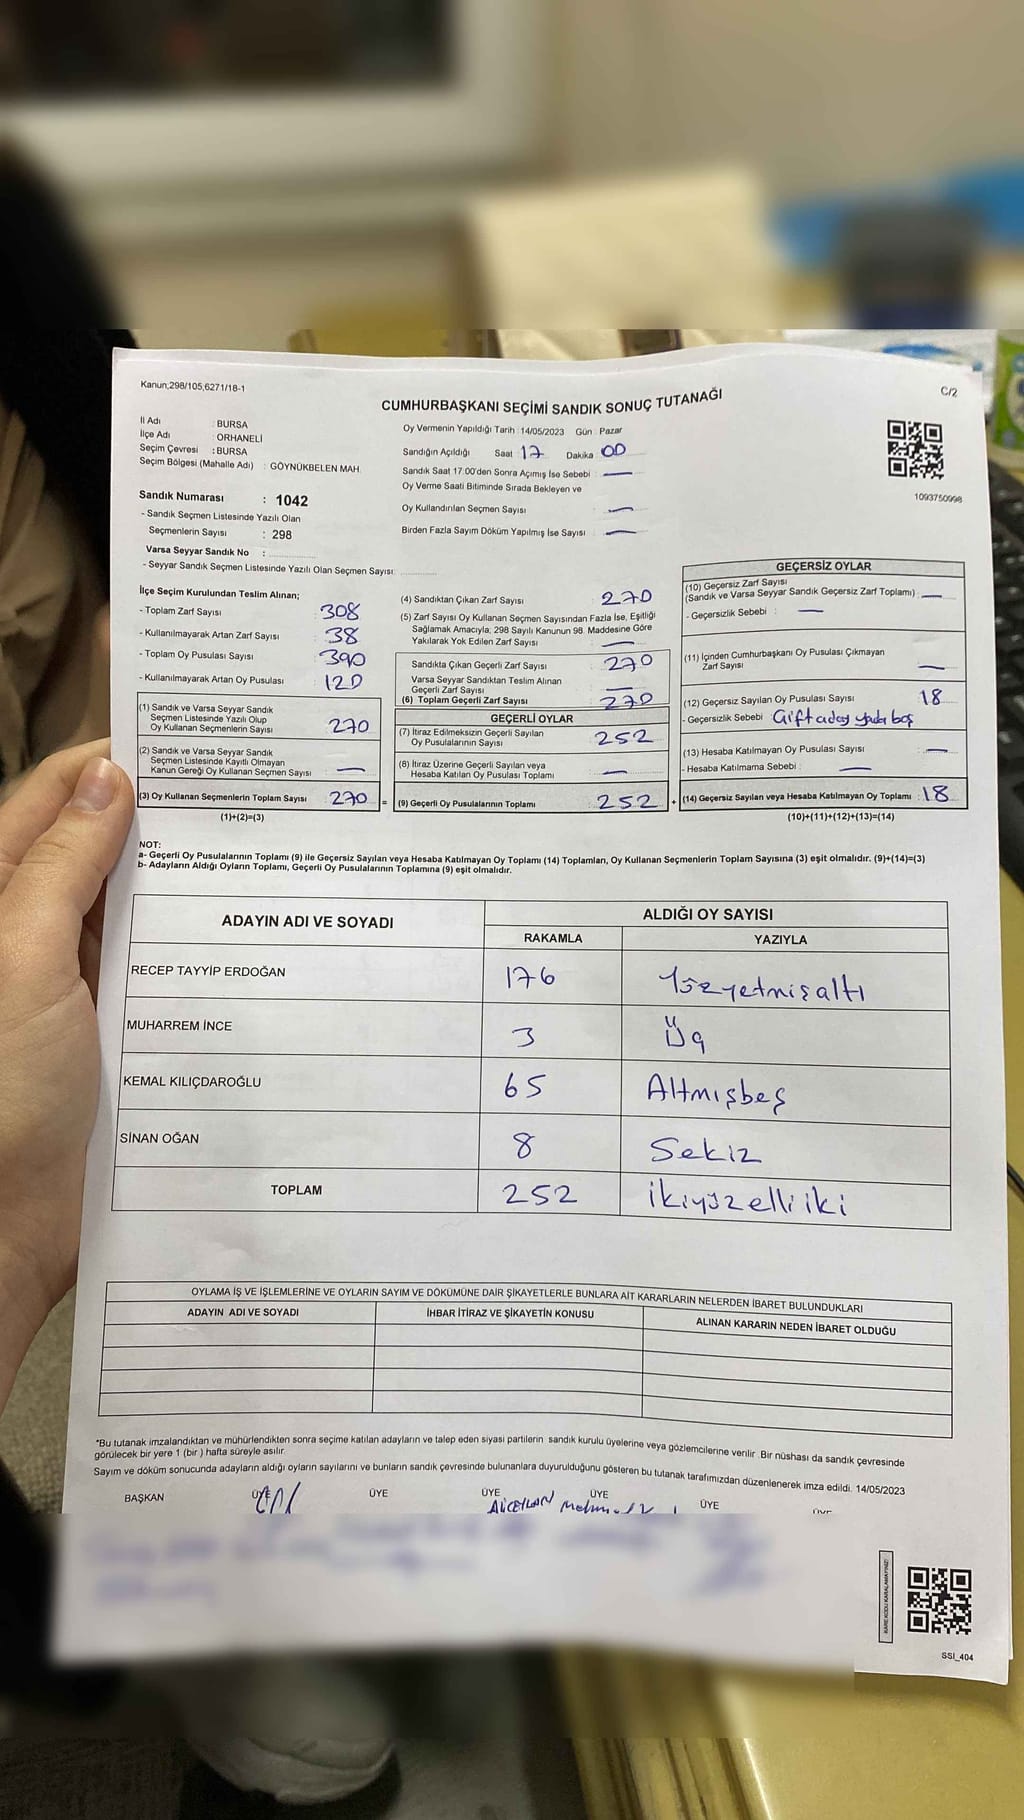 Kanun;298/105,6271/18-1
C/2
CUMHURBAŞKANI SEÇİMİ SANDIK SONUÇ TUTANAĞI
İl Adı : BURSA
İlçe Adı : ORHANELİ
Seçim Çevresi : BURSA
Seçim Bölgesi (Mahalle Adı) : GÖYNÜKBELEN MAH.
Sandık Numarası : 1042
- Sandık Seçmen Listesinde Yazılı Olan
Seçmenlerin Sayısı : 298
Varsa Seyyar Sandık No :
- Seyyar Sandık Seçmen Listesinde Yazılı Olan Seçmen Sayısı:
Oy Vermenin Yapıldığı Tarih :14/05/2023 Gün : Pazar
Sandığın Açıldığı Saat 17 Dakika 00
Sandık Saat 17:00'den Sonra Açımış İse Sebebi : —
Oy Verme Saati Bitiminde Sırada Bekleyen ve
Oy Kullandırılan Seçmen Sayısı : —
Birden Fazla Sayım Döküm Yapılmış İse Sayısı : —
1093750998
İlçe Seçim Kurulundan Teslim Alınan;
- Toplam Zarf Sayısı : 308
- Kullanılmayarak Artan Zarf Sayısı : 38
- Toplam Oy Pusulası Sayısı : 390
- Kullanılmayarak Artan Oy Pusulası : 120
(1) Sandık ve Varsa Seyyar Sandık
Seçmen Listesinde Yazılı Olup
Oy Kullanan Seçmenlerin Sayısı : 270
(2) Sandık ve Varsa Seyyar Sandık
Seçmen Listesinde Kayıtlı Olmayan
Kanun Gereği Oy Kullanan Seçmen Sayısı : —
(3) Oy Kullanan Seçmenlerin Toplam Sayısı : 270
(1)+(2)=(3)
(4) Sandıktan Çıkan Zarf Sayısı : 270
(5) Zarf Sayısı Oy Kullanan Seçmen Sayısından Fazla İse, Eşitliği
Sağlamak Amacıyla; 298 Sayılı Kanunun 98. Maddesine Göre
Yakılarak Yok Edilen Zarf Sayısı : —
Sandıkta Çıkan Geçerli Zarf Sayısı : 270
Varsa Seyyar Sandıktan Teslim Alınan
Geçerli Zarf Sayısı : —
(6) Toplam Geçerli Zarf Sayısı : 270
GEÇERLİ OYLAR
(7) İtiraz Edilmeksizin Geçerli Sayılan
Oy Pusulalarının Sayısı : 252
(8) İtiraz Üzerine Geçerli Sayılan veya
Hesaba Katılan Oy Pusulası Toplamı : —
= (9) Geçerli Oy Pusulalarının Toplamı : 252 +
GEÇERSİZ OYLAR
(10) Geçersiz Zarf Sayısı
(Sandık ve Varsa Seyyar Sandık Geçersiz Zarf Toplamı) : —
- Geçersizlik Sebebi : —
(11) İçinden Cumhurbaşkanı Oy Pusulası Çıkmayan
Zarf Sayısı : —
(12) Geçersiz Sayılan Oy Pusulası Sayısı : 18
- Geçersizlik Sebebi : Çift aday yada boş
(13) Hesaba Katılmayan Oy Pusulası Sayısı : —
- Hesaba Katılmama Sebebi : —
(14) Geçersiz Sayılan veya Hesaba Katılmayan Oy Toplamı : 18
(10)+(11)+(12)+(13)=(14)
NOT:
a- Geçerli Oy Pusulalarının Toplamı (9) ile Geçersiz Sayılan veya Hesaba Katılmayan Oy Toplamı (14) Toplamları, Oy Kullanan Seçmenlerin Toplam Sayısına (3) eşit olmalıdır. (9)+(14)=(3)
b- Adayların Aldığı Oyların Toplamı, Geçerli Oy Pusulalarının Toplamına (9) eşit olmalıdır.
ADAYIN ADI VE SOYADI
ALDIĞI OY SAYISI
RAKAMLA YAZIYLA
RECEP TAYYİP ERDOĞAN 176 Yüzyetmişaltı
MUHARREM İNCE 3 Üç
KEMAL KILIÇDAROĞLU 65 Altmışbeş
SİNAN OĞAN 8 Sekiz
TOPLAM 252 İkiyüzelliiki
OYLAMA İŞ VE İŞLEMLERİNE VE OYLARIN SAYIM VE DÖKÜMÜNE DAİR ŞİKAYETLERLE BUNLARA AİT KARARLARIN NELERDEN İBARET BULUNDUKLARI
ADAYIN ADI VE SOYADI İHBAR İTİRAZ VE ŞİKAYETİN KONUSU ALINAN KARARIN NEDEN İBARET OLDUĞU
*Bu tutanak imzalandıktan ve mühürlendikten sonra seçime katılan adayların ve talep eden siyasi partilerin sandık kurulu üyelerine veya gözlemcilerine verilir. Bir nüshası da sandık çevresinde
görülecek bir yere 1 (bir ) hafta süreyle asılır.
Sayım ve döküm sonucunda adayların aldığı oyların sayılarını ve bunların sandık çevresinde bulunanlara duyurulduğunu gösteren bu tutanak tarafımızdan düzenlenerek imza edildi. 14/05/2023
BAŞKAN ÜYE ÜYE ÜYE ÜYE ÜYE
KARE KODU KARALAMAYINIZ!
SSİ_404